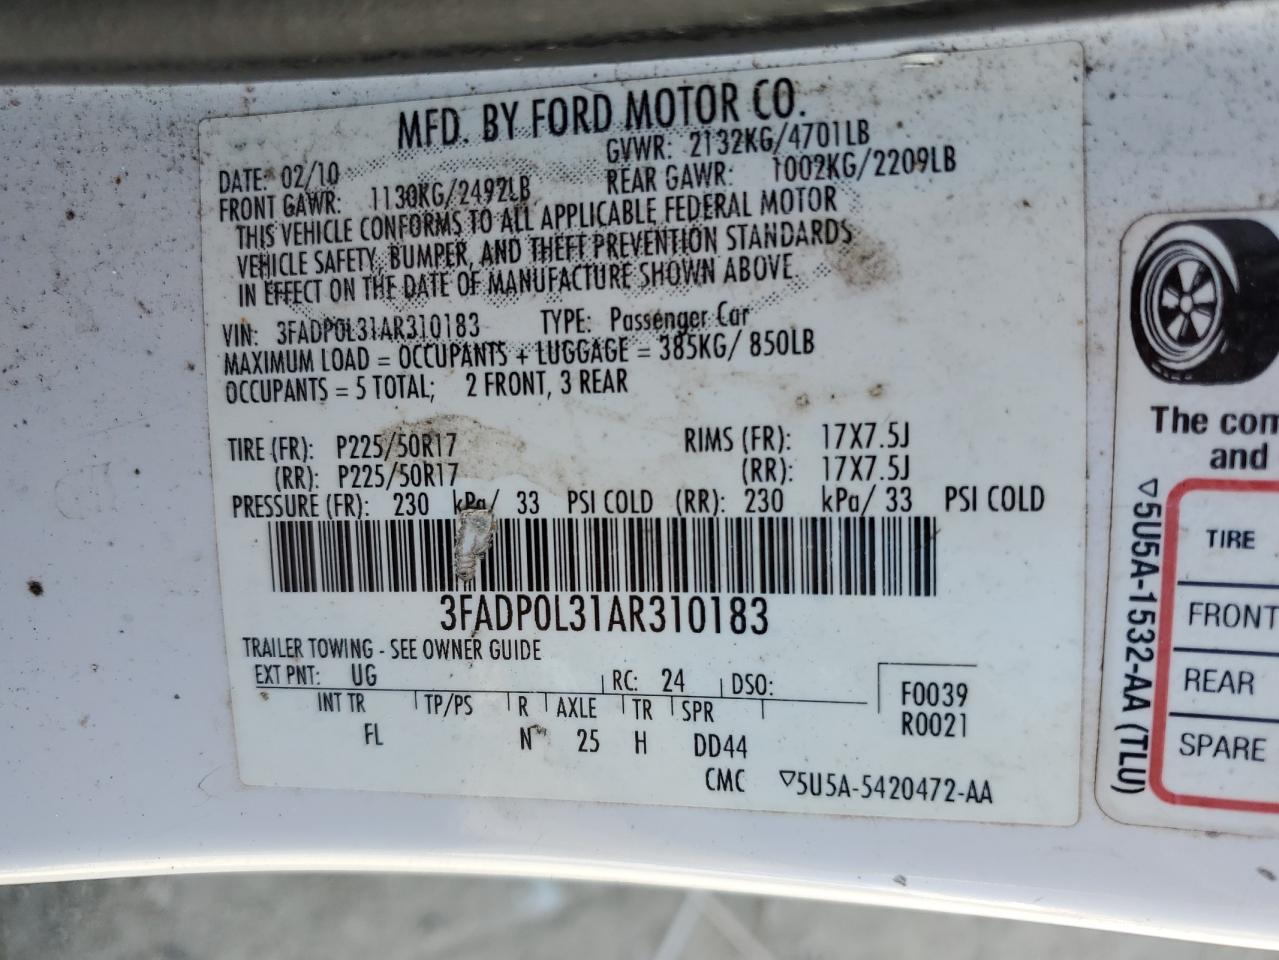 MFD. BY FORD MOTOR CO.
DATE: 02/10 GVWR: 2132KG/4701LB
FRONT GAWR: 1130KG/2492LB REAR GAWR: 1002KG/2209LB
THIS VEHICLE CONFORMS TO ALL APPLICABLE FEDERAL MOTOR
VEHICLE SAFETY, BUMPER, AND THEFT PREVENTION STANDARDS
IN EFFECT ON THE DATE OF MANUFACTURE SHOWN ABOVE.
VIN: 3FADP0L31AR310183 TYPE: Passenger Car
MAXIMUM LOAD = OCCUPANTS + LUGGAGE = 385KG/ 850LB
OCCUPANTS = 5 TOTAL; 2 FRONT, 3 REAR
TIRE (FR): P225/50R17 RIMS (FR): 17X7.5J
(RR): P225/50R17 (RR): 17X7.5J
PRESSURE (FR): 230 kPa/ 33 PSI COLD (RR): 230 kPa/ 33 PSI COLD
3FADP0L31AR310183
TRAILER TOWING - SEE OWNER GUIDE
EXT PNT: UG RC: 24 DSO:
INT TR TP/PS R AXLE TR SPR
FL N 25 H DD44
F0039
R0021
CMC ▽5U5A-5420472-AA
The com
and
▽5U5A-1532-AA (TLU)
TIRE
FRONT
REAR
SPARE